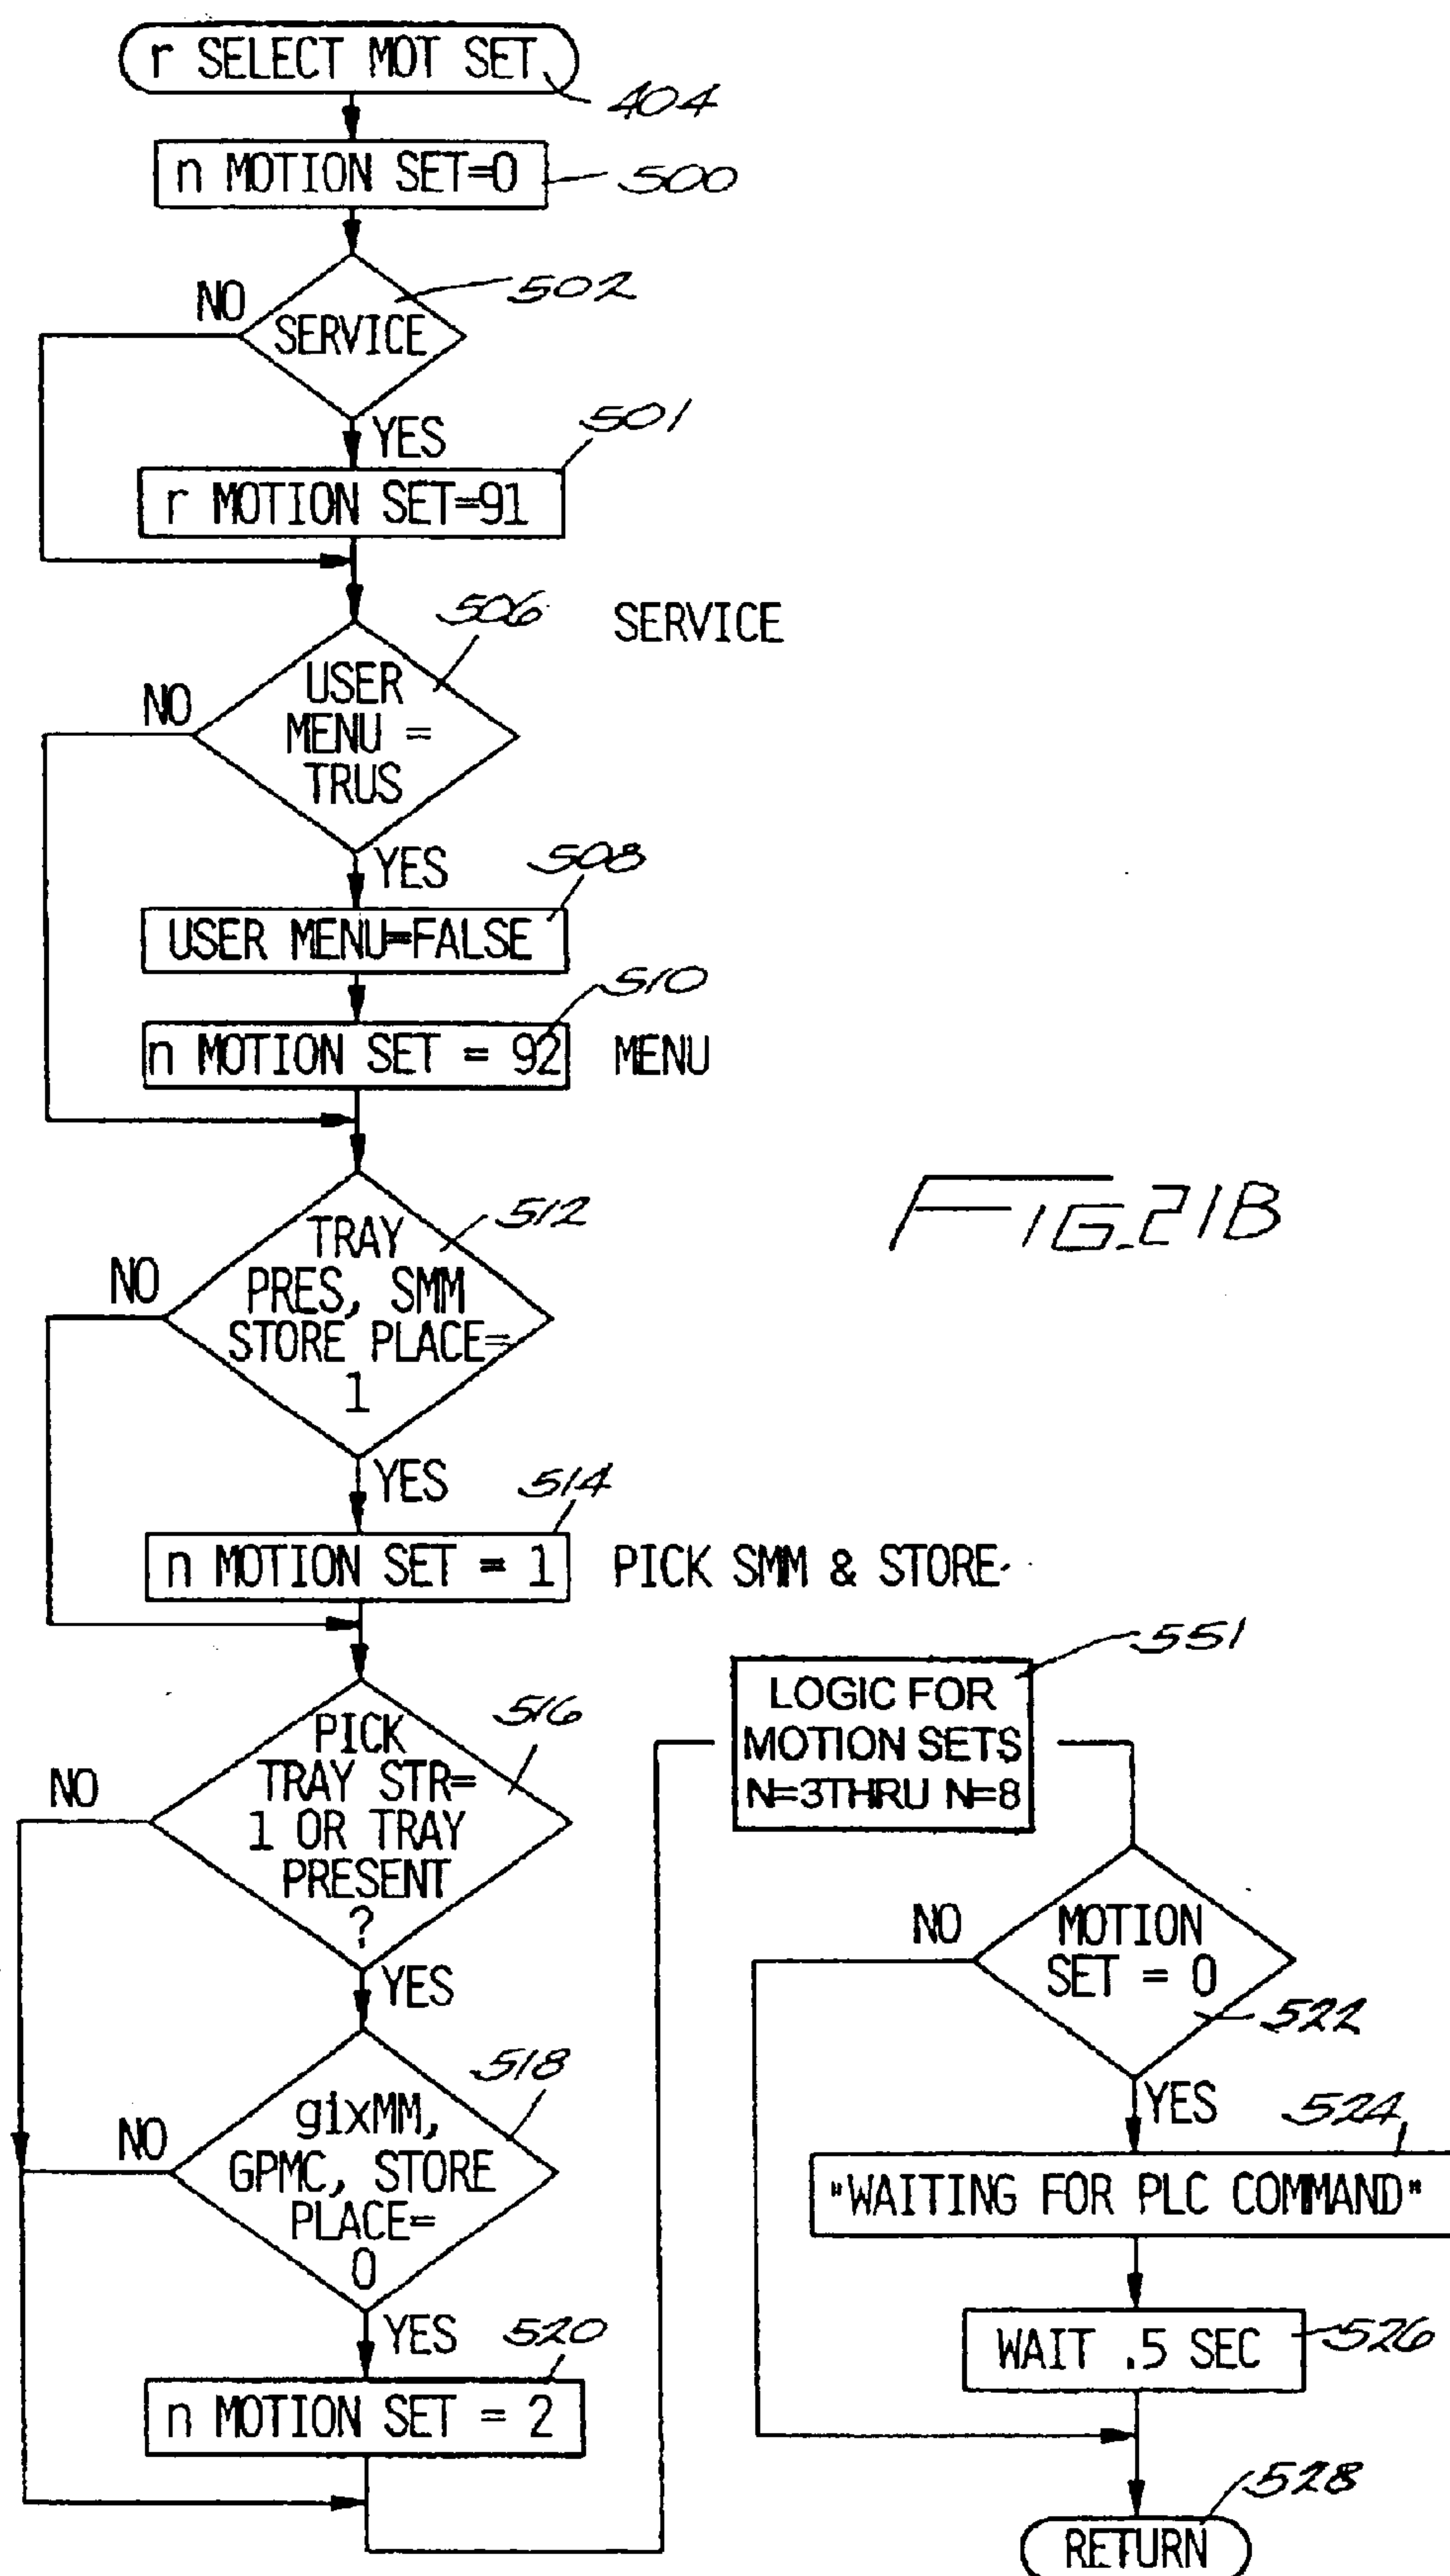 r SELECT MOT SET
404
n MOTION SET=0
500
502
NO
SERVICE
YES
501
r MOTION SET=91
506
SERVICE
NO
USER
MENU =
TRUS
YES
508
USER MENU=FALSE
510
n MOTION SET = 92
MENU
512
NO
TRAY
PRES, SMM
STORE PLACE=
1
YES
514
n MOTION SET = 1
PICK SMM & STORE
516
NO
PICK
TRAY STR=
1 OR TRAY
PRESENT
?
YES
518
NO
gixMM,
GPMC, STORE
PLACE=
0
YES
520
n MOTION SET = 2
FIG. 21B
551
LOGIC FOR
MOTION SETS
N=3THRU N=8
NO
MOTION
SET = 0
522
YES
524
"WAITING FOR PLC COMMAND"
WAIT .5 SEC
526
528
RETURN